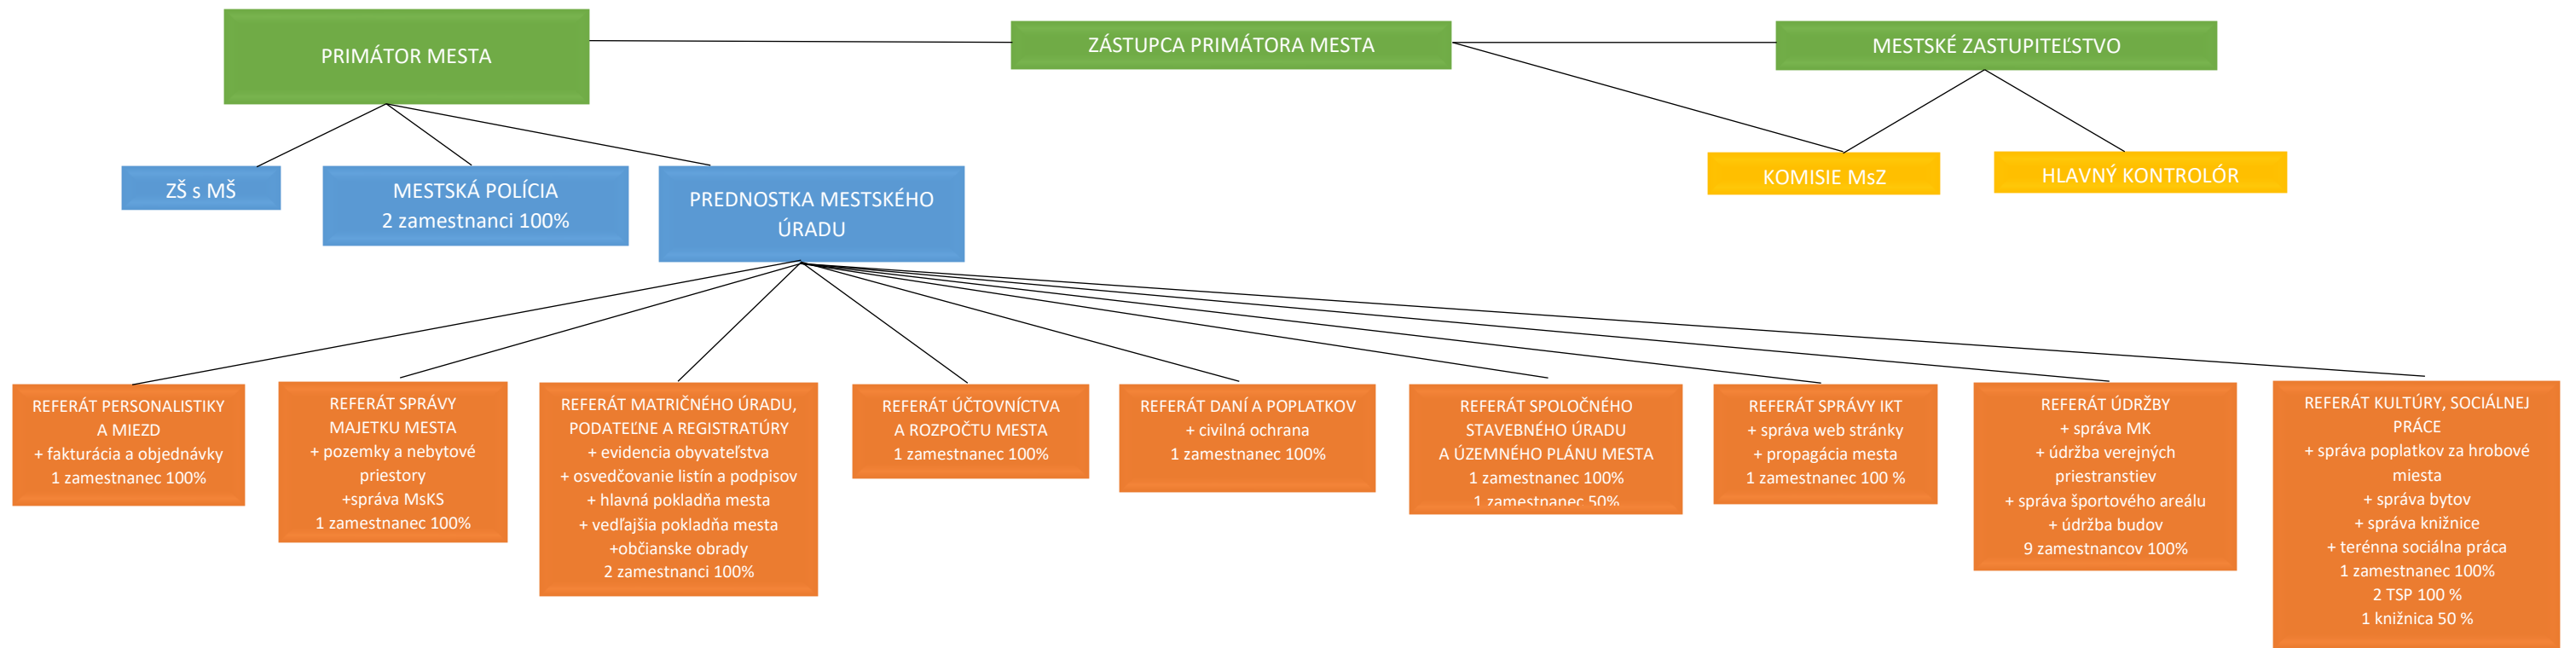 PRIMÁTOR MESTA
ZÁSTUPCA PRIMÁTORA MESTA
MESTSKÉ ZASTUPITEĽSTVO
ZŠ s MŠ
MESTSKÁ POLÍCIA
2 zamestnanci 100%
PREDNOSTKA MESTSKÉHO
ÚRADU
KOMISIE MsZ
HLAVNÝ KONTROLÓR
REFERÁT PERSONALISTIKY
A MIEZD
+ fakturácia a objednávky
1 zamestnanec 100%
REFERÁT SPRÁVY
MAJETKU MESTA
+ pozemky a nebytové
priestory
+správa MsKS
1 zamestnanec 100%
REFERÁT MATRIČNÉHO ÚRADU,
PODATEĽNE A REGISTRATÚRY
+ evidencia obyvateľstva
+ osvedčovanie listín a podpisov
+ hlavná pokladňa mesta
+ vedľajšia pokladňa mesta
+občianske obrady
2 zamestnanci 100%
REFERÁT ÚČTOVNÍCTVA
A ROZPOČTU MESTA
1 zamestnanec 100%
REFERÁT DANÍ A POPLATKOV
+ civilná ochrana
1 zamestnanec 100%
REFERÁT SPOLOČNÉHO
STAVEBNÉHO ÚRADU
A ÚZEMNÉHO PLÁNU MESTA
1 zamestnanec 100%
1 zamestnanec 50%
REFERÁT SPRÁVY IKT
+ správa web stránky
+ propagácia mesta
1 zamestnanec 100 %
REFERÁT ÚDRŽBY
+ správa MK
+ údržba verejných
priestranstiev
+ správa športového areálu
+ údržba budov
9 zamestnancov 100%
REFERÁT KULTÚRY, SOCIÁLNEJ
PRÁCE
+ správa poplatkov za hrobové
miesta
+ správa bytov
+ správa knižnice
+ terénna sociálna práca
1 zamestnanec 100%
2 TSP 100 %
1 knižnica 50 %